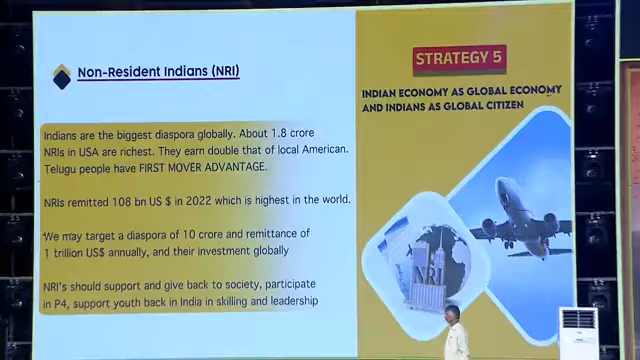 Non-Resident Indians (NRI)
Indians are the biggest diaspora globally. About 1.8 crore
NRIs in USA are richest. They earn double that of local American.
Telugu people have FIRST MOVER ADVANTAGE.
NRIs remitted 108 bn US $ in 2022 which is highest in the world.
We may target a diaspora of 10 crore and remittance of
1 trillion US$ annually, and their investment globally
NRI's should support and give back to society, participate
in P4, support youth back in India in skilling and leadership
STRATEGY 5
INDIAN ECONOMY AS GLOBAL ECONOMY
AND INDIANS AS GLOBAL CITIZEN
NRI